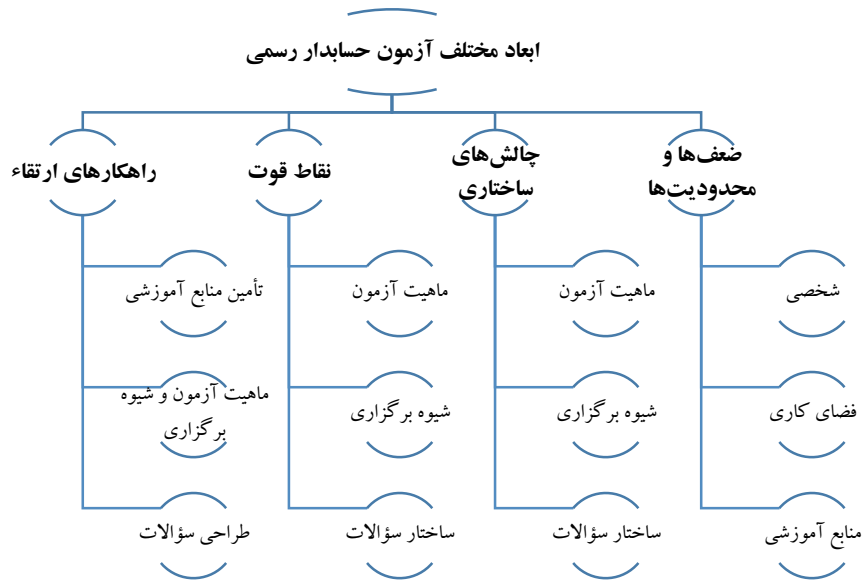 ابعاد مختلف آزمون حسابدار رسمی
ضعف‌ها و
محدودیت‌ها
چالش‌های
ساختاری
نقاط قوت
راهکارهای ارتقاء
شخصی
ماهیت آزمون
ماهیت آزمون
تأمین منابع آموزشی
فضای کاری
شیوه برگزاری
شیوه برگزاری
ماهیت آزمون و شیوه
برگزاری
منابع آموزشی
ساختار سؤالات
ساختار سؤالات
طراحی سؤالات